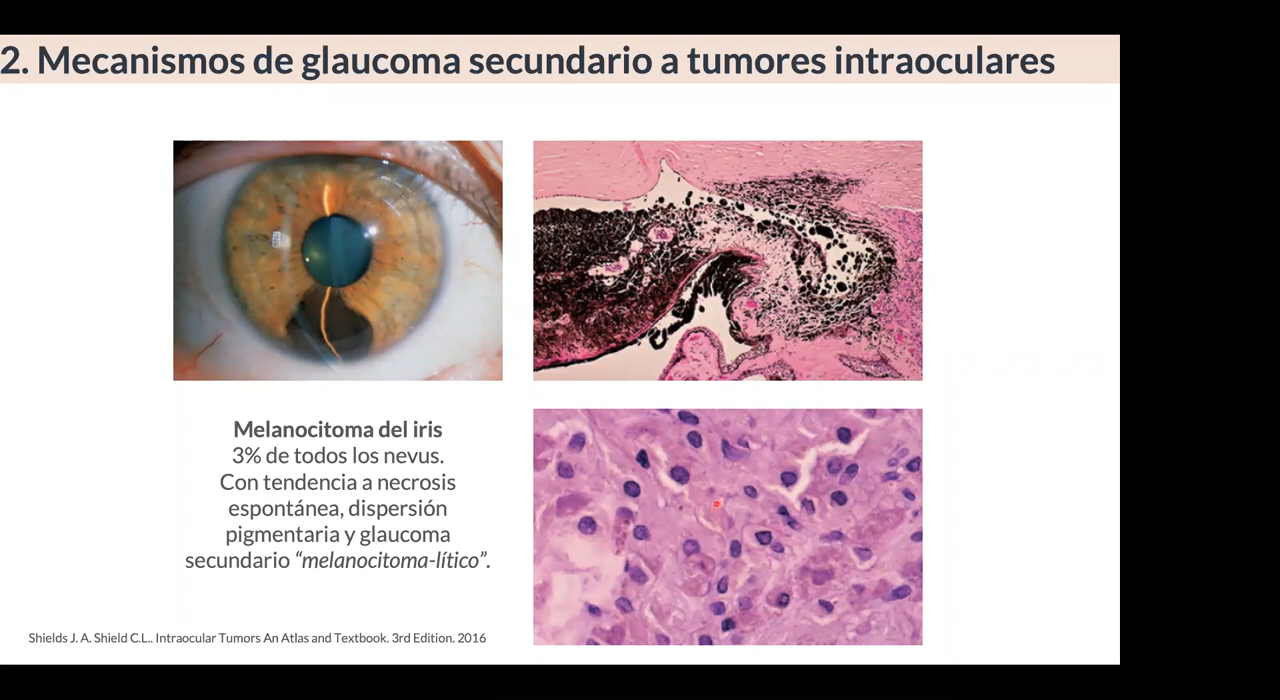 2. Mecanismos de glaucoma secundario a tumores intraoculares
Melanocitoma del iris
3% de todos los nevus.
Con tendencia a necrosis
espontánea, dispersión
pigmentaria y glaucoma
secundario “melanocitoma-lítico”.
Shields J. A. Shield C.L.. Intraocular Tumors An Atlas and Textbook. 3rd Edition. 2016